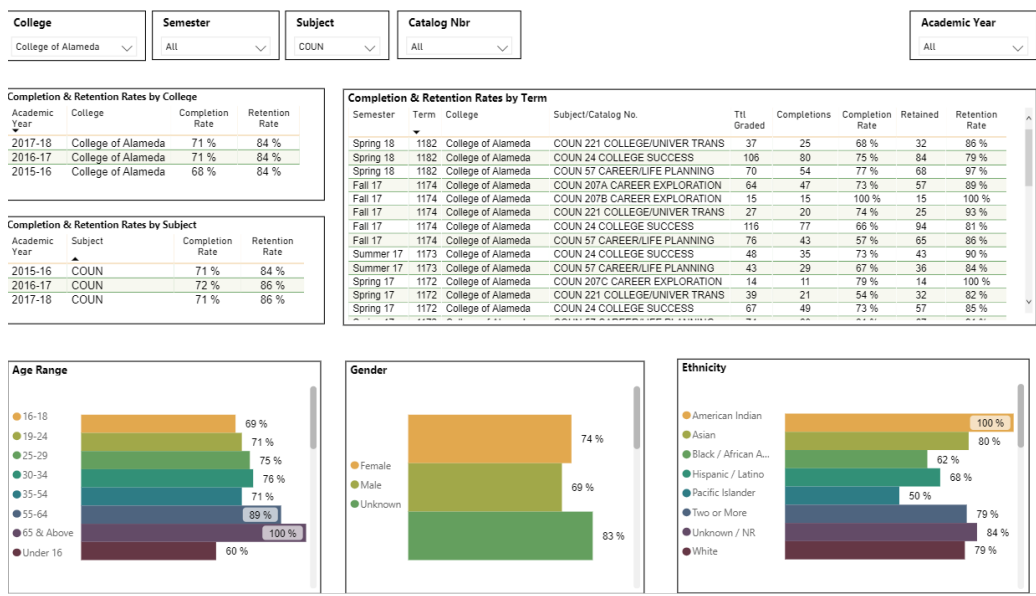 College
College of Alameda
Semester
All
Subject
COUN
Catalog Nbr
All
Academic Year
All
Completion & Retention Rates by College
Academic Year College Completion Rate Retention Rate
2017-18 College of Alameda 71 % 84 %
2016-17 College of Alameda 71 % 84 %
2015-16 College of Alameda 68 % 84 %
Completion & Retention Rates by Subject
Academic Year Subject Completion Rate Retention Rate
2015-16 COUN 71 % 84 %
2016-17 COUN 72 % 86 %
2017-18 COUN 71 % 86 %
Completion & Retention Rates by Term
Semester Term College Subject/Catalog No. Ttl Graded Completions Completion Rate Retained Retention Rate
Spring 18 1182 College of Alameda COUN 221 COLLEGE/UNIVER TRANS 37 25 68 % 32 86 %
Spring 18 1182 College of Alameda COUN 24 COLLEGE SUCCESS 106 80 75 % 84 79 %
Spring 18 1182 College of Alameda COUN 57 CAREER/LIFE PLANNING 70 54 77 % 68 97 %
Fall 17 1174 College of Alameda COUN 207A CAREER EXPLORATION 64 47 73 % 57 89 %
Fall 17 1174 College of Alameda COUN 207B CAREER EXPLORATION 15 15 100 % 15 100 %
Fall 17 1174 College of Alameda COUN 221 COLLEGE/UNIVER TRANS 27 20 74 % 25 93 %
Fall 17 1174 College of Alameda COUN 24 COLLEGE SUCCESS 116 77 66 % 94 81 %
Fall 17 1174 College of Alameda COUN 57 CAREER/LIFE PLANNING 76 43 57 % 65 86 %
Summer 17 1173 College of Alameda COUN 24 COLLEGE SUCCESS 48 35 73 % 43 90 %
Summer 17 1173 College of Alameda COUN 57 CAREER/LIFE PLANNING 43 29 67 % 36 84 %
Spring 17 1172 College of Alameda COUN 207C CAREER EXPLORATION 14 11 79 % 14 100 %
Spring 17 1172 College of Alameda COUN 221 COLLEGE/UNIVER TRANS 39 21 54 % 32 82 %
Spring 17 1172 College of Alameda COUN 24 COLLEGE SUCCESS 67 49 73 % 57 85 %
Age Range
16-18 69 %
19-24 71 %
25-29 75 %
30-34 76 %
35-54 71 %
55-64 89 %
65 & Above 100 %
Under 16 60 %
Gender
Female 74 %
Male 69 %
Unknown 83 %
Ethnicity
American Indian 100 %
Asian 80 %
Black / African A... 62 %
Hispanic / Latino 68 %
Pacific Islander 50 %
Two or More 79 %
Unknown / NR 84 %
White 79 %